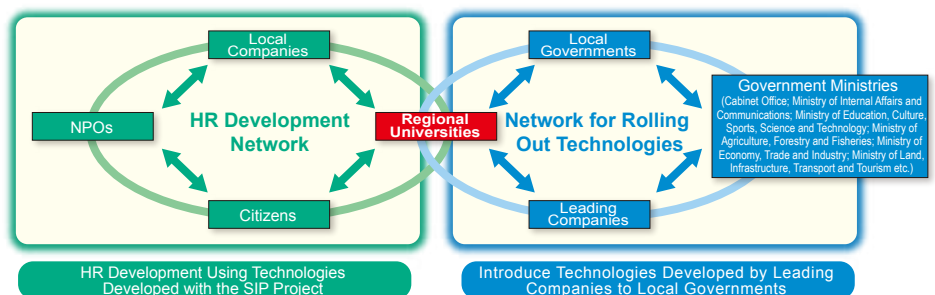 Local
Companies
NPOs
HR Development
Network
Citizens
Regional
Universities
Local
Governments
Network for Rolling
Out Technologies
Leading
Companies
Government Ministries
(Cabinet Office; Ministry of Internal Affairs and
Communications; Ministry of Education, Culture,
Sports, Science and Technology; Ministry of
Agriculture, Forestry and Fisheries; Ministry of
Economy, Trade and Industry; Ministry of Land,
Infrastructure, Transport and Tourism etc.)
HR Development Using Technologies
Developed with the SIP Project
Introduce Technologies Developed by Leading
Companies to Local Governments